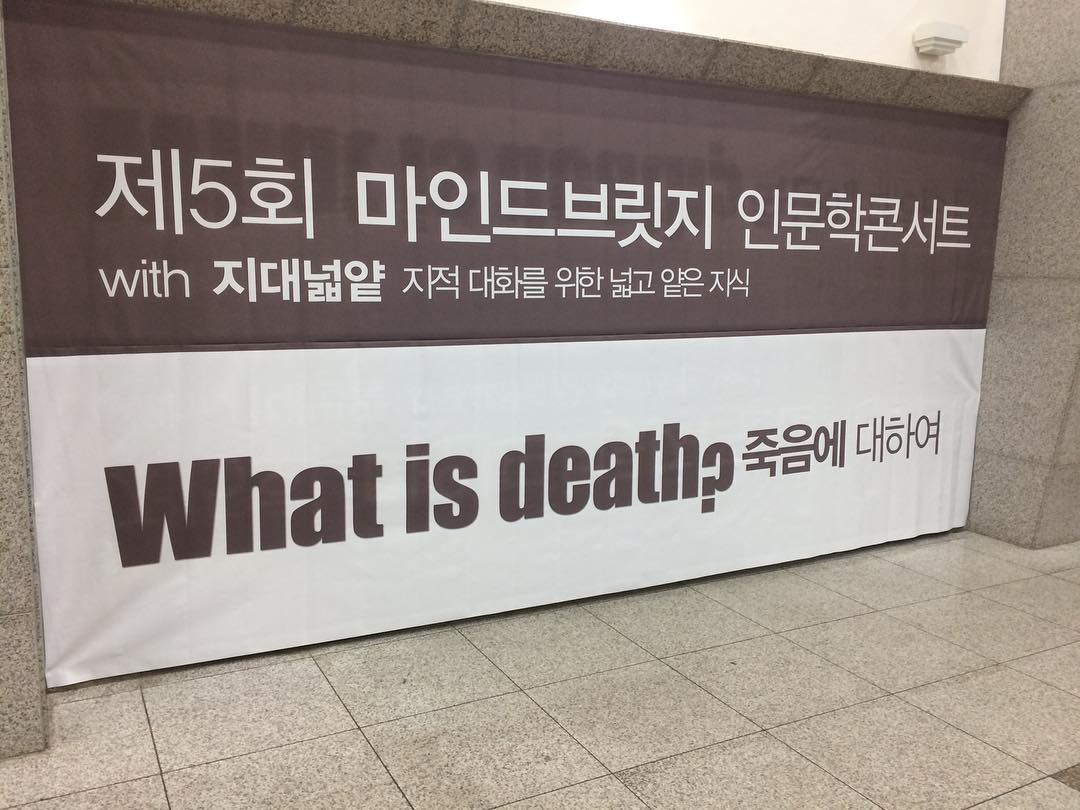 제5회 마인드브릿지 인문학콘서트
with 지대넓얕 지적 대화를 위한 넓고 얕은 지식
What is death? 죽음에 대하여